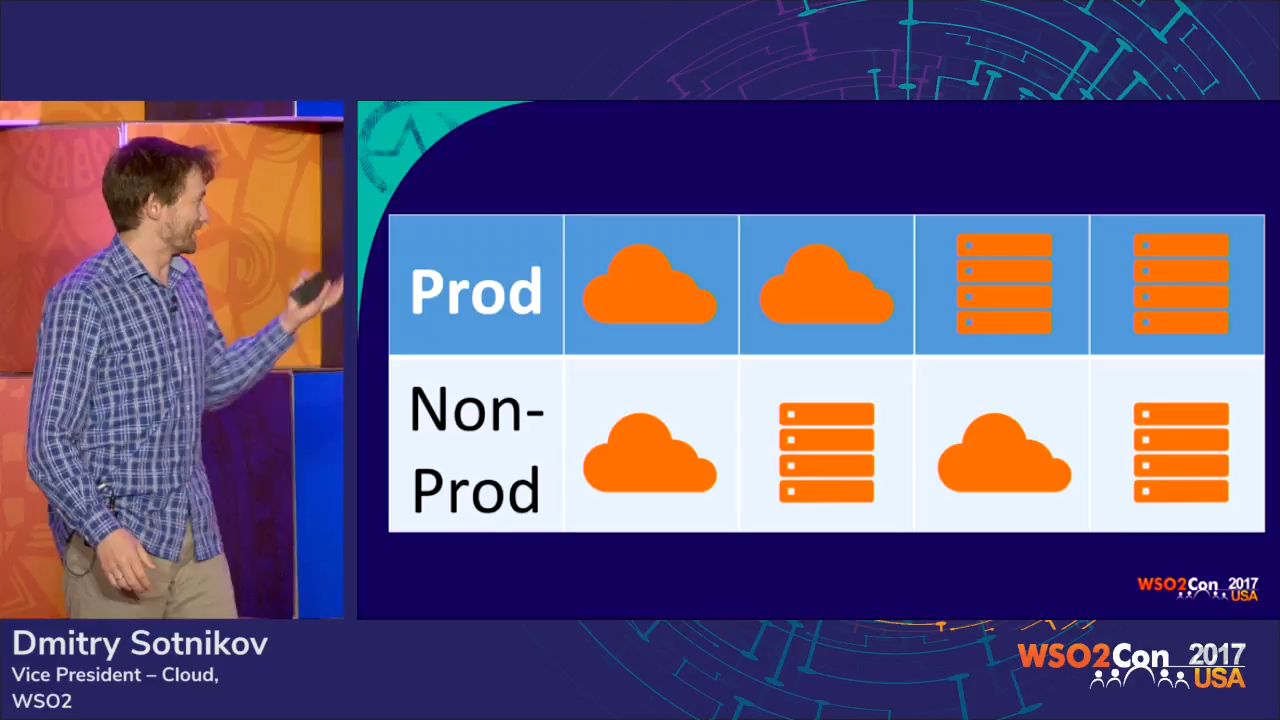 Prod
Non-
Prod
WSO2Con 2017
USA
Dmitry Sotnikov
Vice President – Cloud,
WSO2
WSO2Con 2017
USA